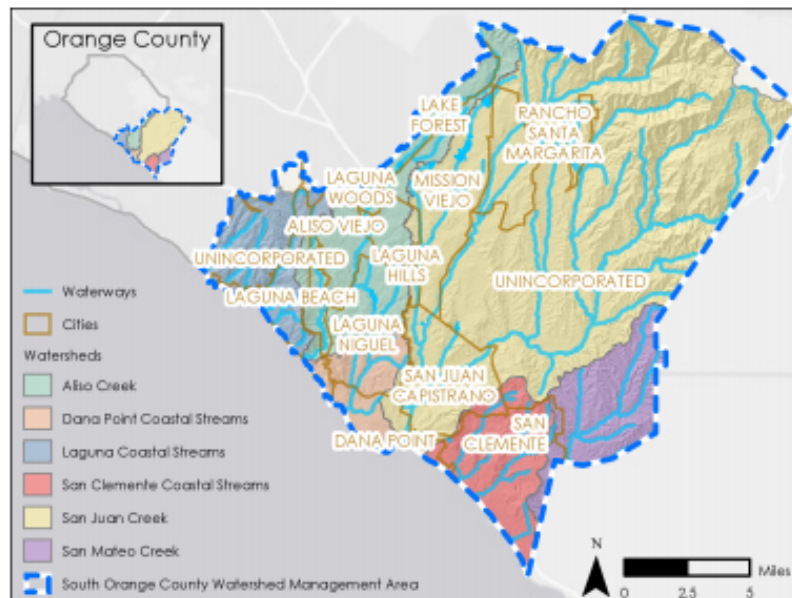 Orange County
LAKE
FOREST
RANCHO
SANTA
MARGARITA
LAGUNA
WOODS
MISSION
VIEJO
ALISO VIEJO
UNINCORPORATED
LAGUNA
HILLS
UNINCORPORATED
LAGUNA BEACH
LAGUNA
NIGUEL
SAN JUAN
CAPISTRANO
SAN
CLEMENTE
DANA POINT
Waterways
Cities
Watersheds
Aliso Creek
Dana Point Coastal Streams
Laguna Coastal Streams
San Clemente Coastal Streams
San Juan Creek
San Mateo Creek
South Orange County Watershed Management Area
N
Miles
0 2.5 5